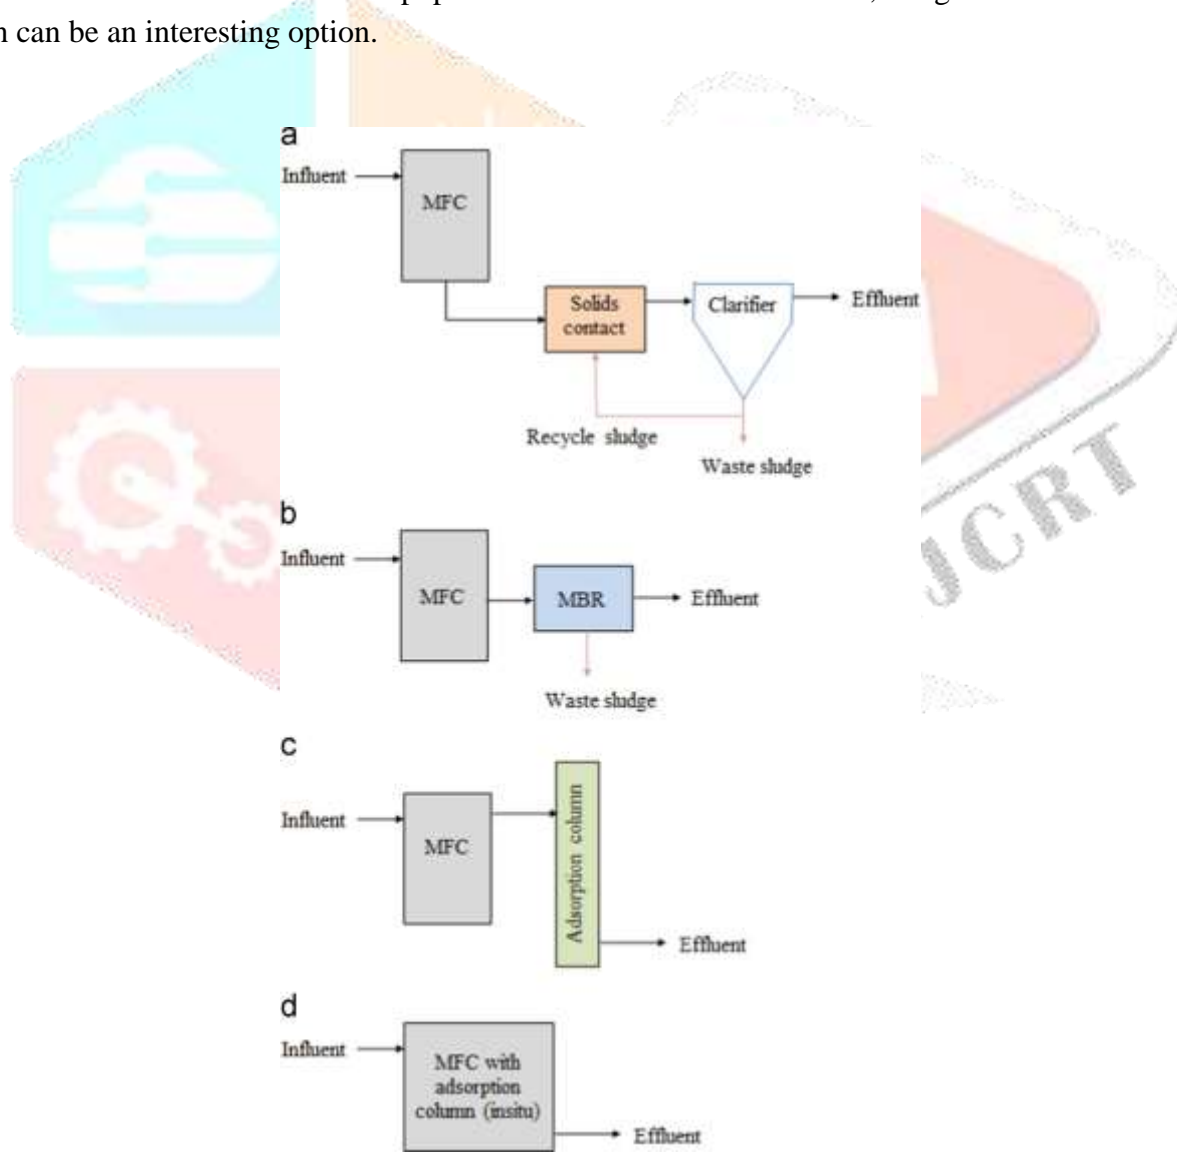 n can be an interesting option.
a
Influent
MFC
Solids
contact
Clarifier
Effluent
Recycle sludge
Waste sludge
b
Influent
MFC
MBR
Effluent
Waste sludge
c
Influent
MFC
Adsorption column
Effluent
d
Influent
MFC with
adsorption
column (insitu)
Effluent
JCRT